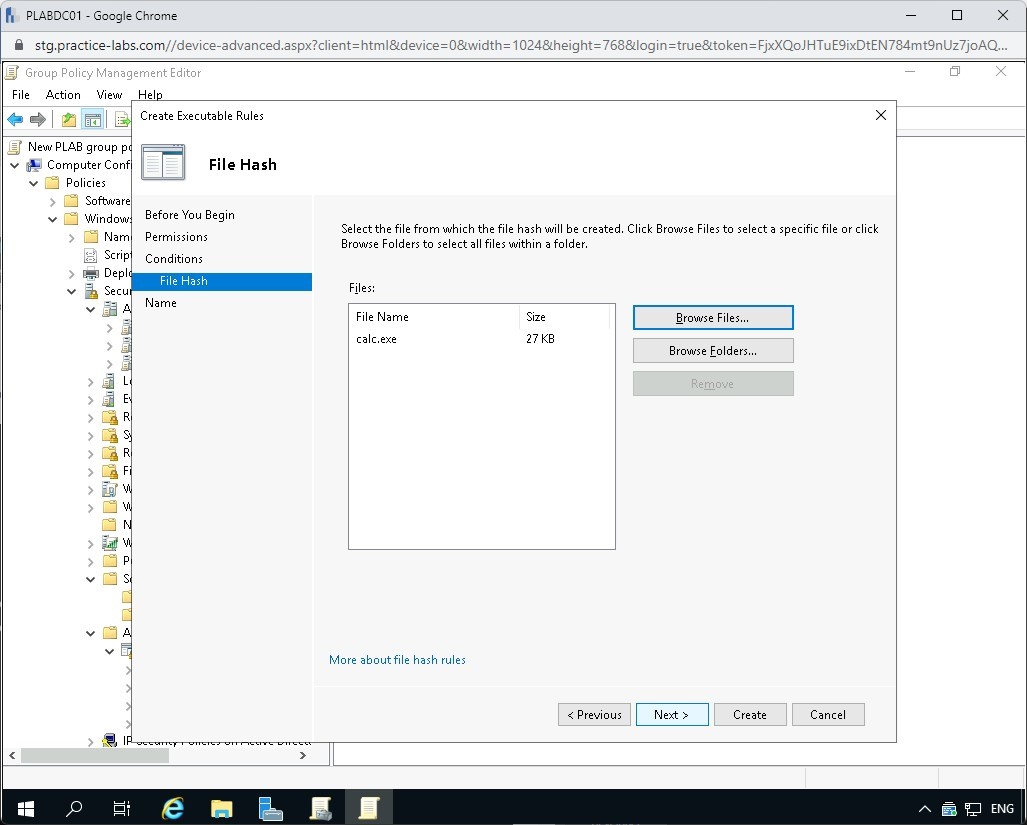 PLABDC01 - Google Chrome
stg.practice-labs.com//device-advanced.aspx?client=html&device=0&width=1024&height=768&login=true&token=FjxXQoJHTuE9ixDtEN784mt9nUz7joAQ...
Group Policy Management Editor
File Action View Help
New PLAB group po
Computer Confi
Policies
Software
Windows
Name
Script
Deplo
Secur
A
L
E
R
Sy
R
Fi
W
W
N
W
P
So
A
IP Security Policies on Active Direct
Create Executable Rules
File Hash
Before You Begin
Permissions
Conditions
File Hash
Name
Select the file from which the file hash will be created. Click Browse Files to select a specific file or click
Browse Folders to select all files within a folder.
Files:
File Name Size
calc.exe 27 KB
Browse Files...
Browse Folders...
Remove
More about file hash rules
< Previous Next > Create Cancel
ENG